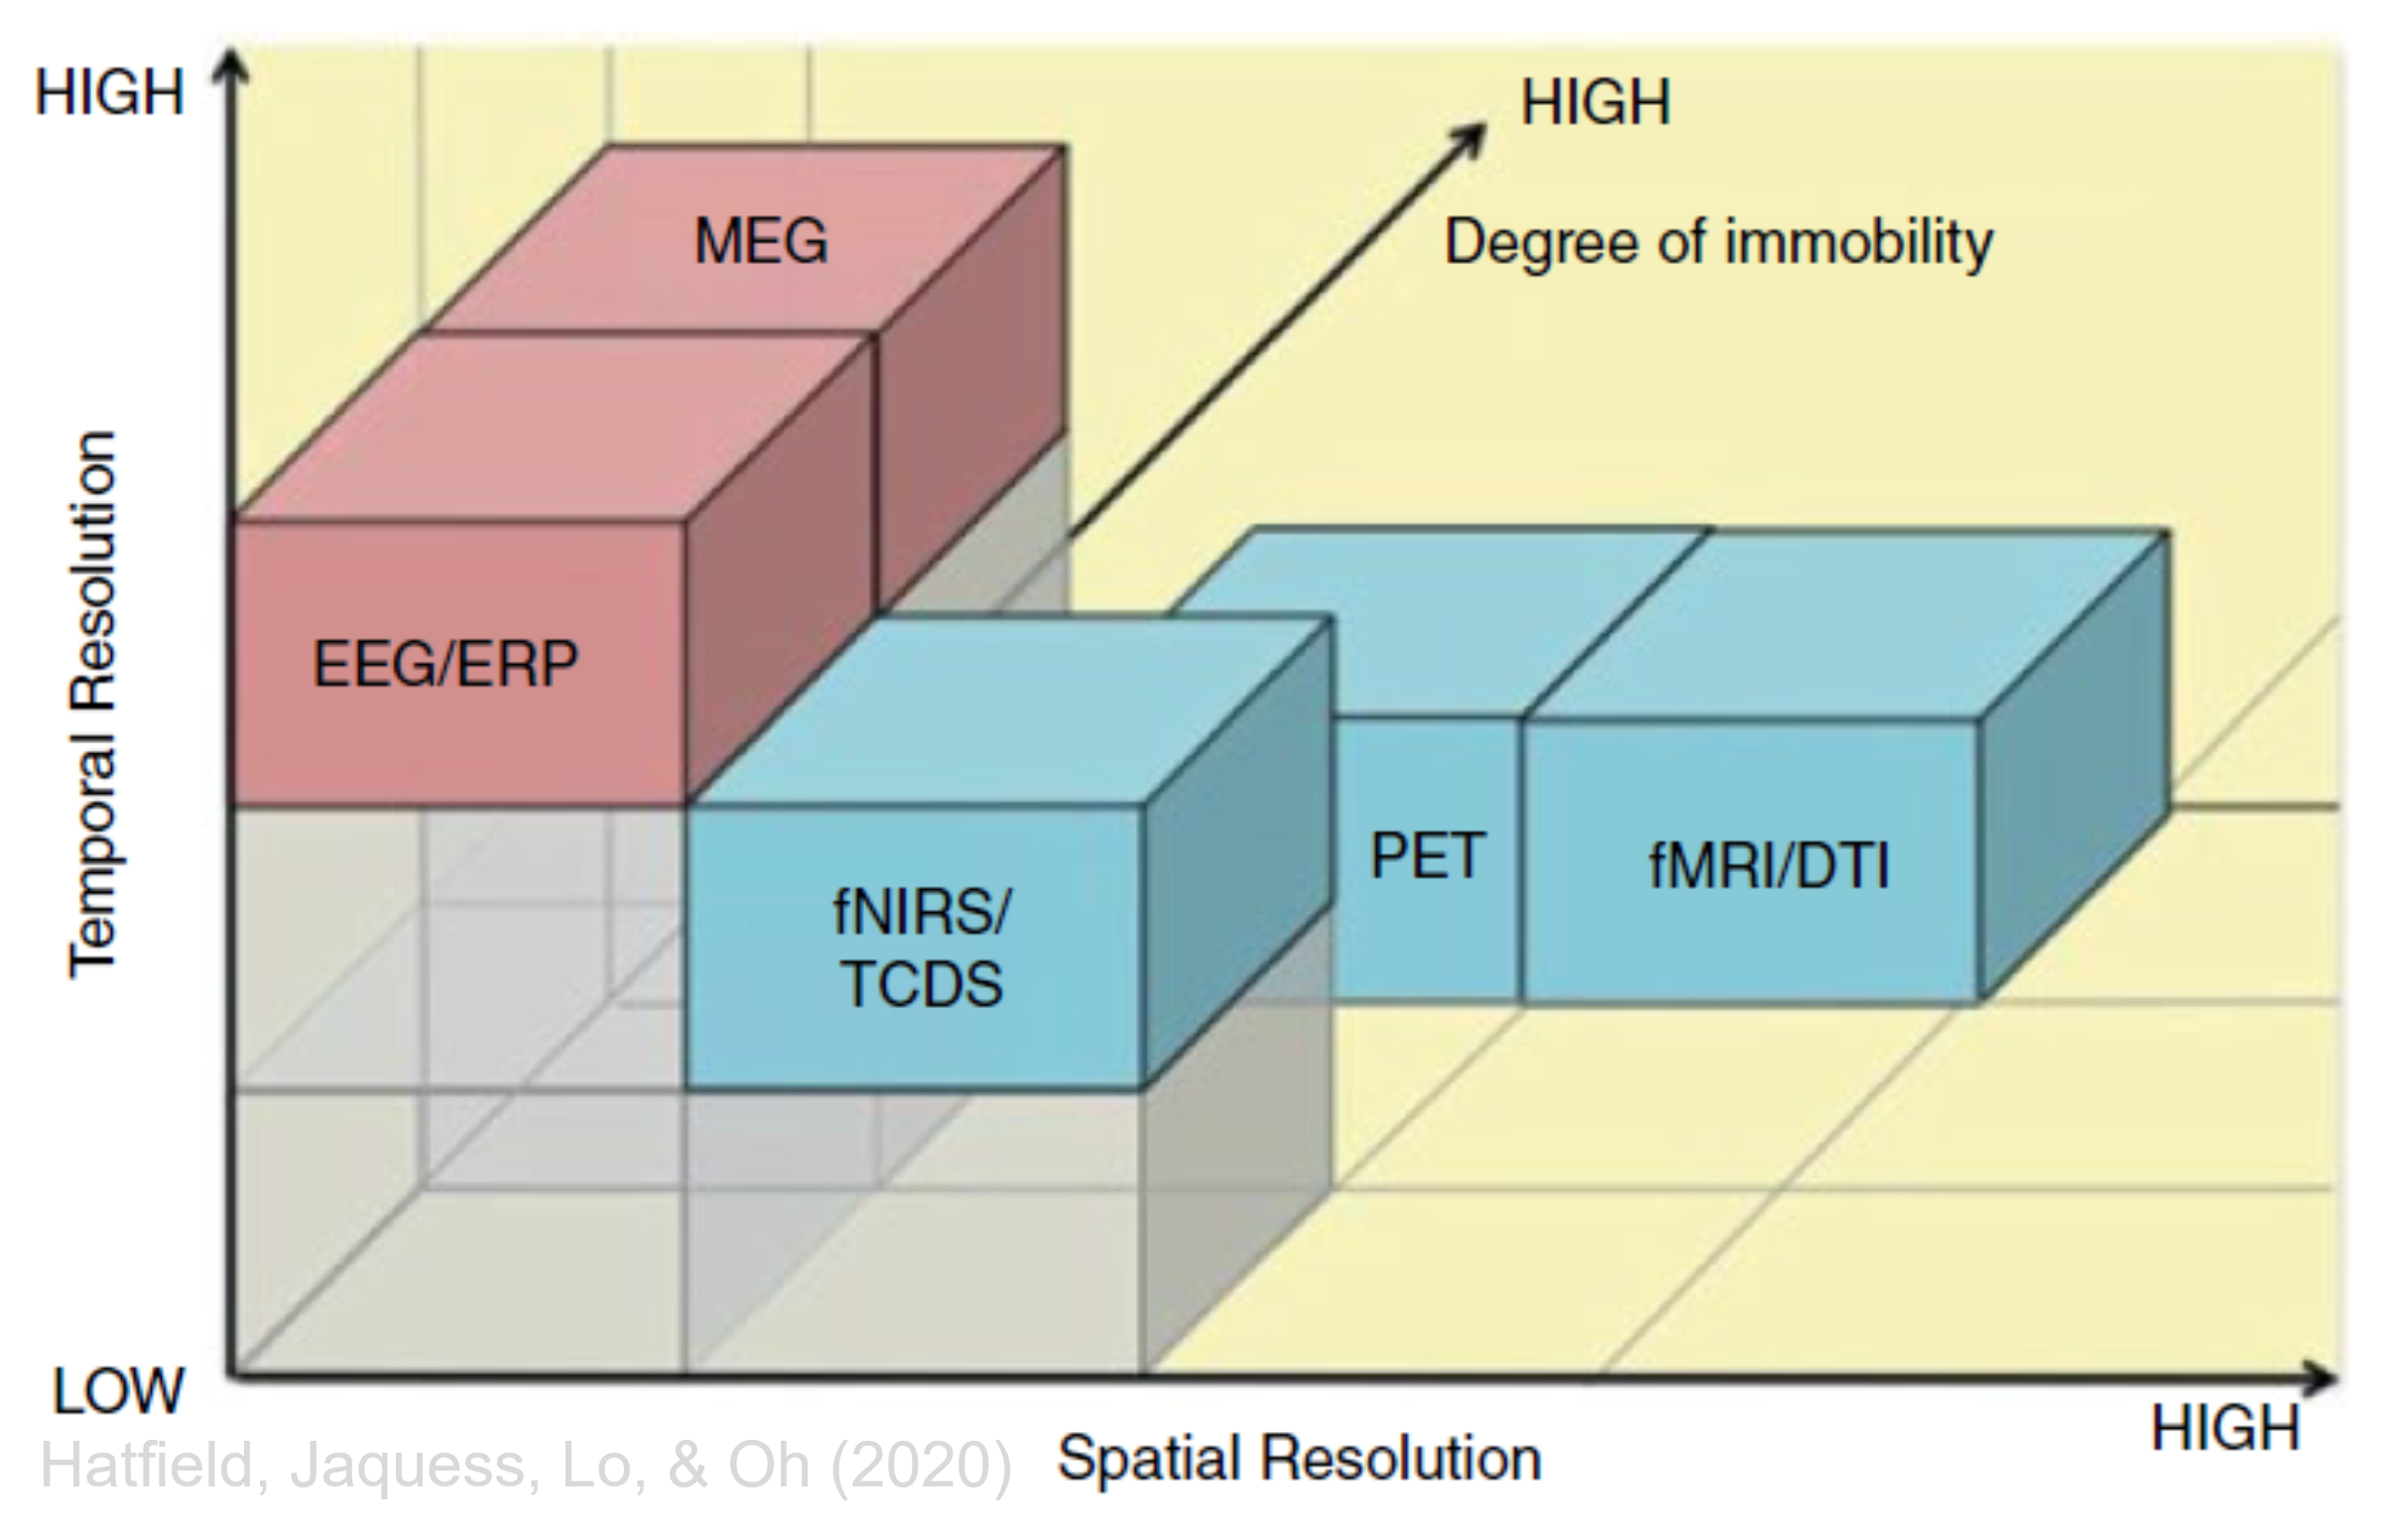 HIGH
HIGH
Degree of immobility
MEG
Temporal Resolution
EEG/ERP
PET
fMRI/DTI
fNIRS/
TCDS
LOW
HIGH
Spatial Resolution
Hatfield, Jaquess, Lo, & Oh (2020)